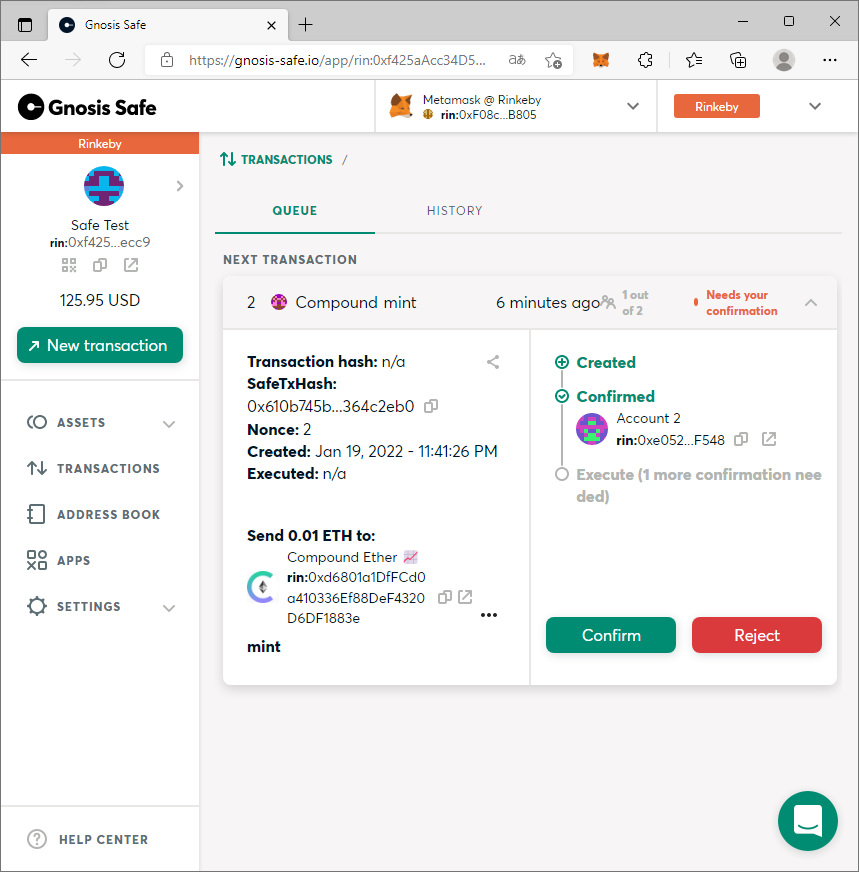 Gnosis Safe
https://gnosis-safe.io/app/rin:0xf425aAcc34D5...
aあ
Gnosis Safe
Metamask @ Rinkeby
rin:0xF08c...B805
Rinkeby
Rinkeby
Safe Test
rin:0xf425...ecc9
125.95 USD
New transaction
ASSETS
TRANSACTIONS
ADDRESS BOOK
APPS
SETTINGS
HELP CENTER
TRANSACTIONS /
QUEUE HISTORY
NEXT TRANSACTION
2 Compound mint 6 minutes ago
1 out
of 2
Needs your
confirmation
Transaction hash: n/a
SafeTxHash:
0x610b745b...364c2eb0
Nonce: 2
Created: Jan 19, 2022 - 11:41:26 PM
Executed: n/a
Send 0.01 ETH to:
Compound Ether 📈
rin:0xd6801a1DfFCd0
a410336Ef88DeF4320
D6DF1883e
mint
Created
Confirmed
Account 2
rin:0xe052...F548
Execute (1 more confirmation nee
ded)
Confirm
Reject